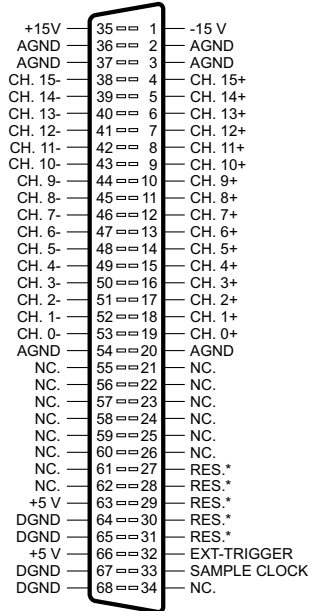 +15V 35 1 -15 V
AGND 36 2 AGND
AGND 37 3 AGND
CH. 15- 38 4 CH. 15+
CH. 14- 39 5 CH. 14+
CH. 13- 40 6 CH. 13+
CH. 12- 41 7 CH. 12+
CH. 11- 42 8 CH. 11+
CH. 10- 43 9 CH. 10+
CH. 9- 44 10 CH. 9+
CH. 8- 45 11 CH. 8+
CH. 7- 46 12 CH. 7+
CH. 6- 47 13 CH. 6+
CH. 5- 48 14 CH. 5+
CH. 4- 49 15 CH. 4+
CH. 3- 50 16 CH. 3+
CH. 2- 51 17 CH. 2+
CH. 1- 52 18 CH. 1+
CH. 0- 53 19 CH. 0+
AGND 54 20 AGND
NC. 55 21 NC.
NC. 56 22 NC.
NC. 57 23 NC.
NC. 58 24 NC.
NC. 59 25 NC.
NC. 60 26 NC.
NC. 61 27 RES.*
NC. 62 28 RES.*
+5 V 63 29 RES.*
DGND 64 30 RES.*
DGND 65 31 RES.*
+5 V 66 32 EXT-TRIGGER
DGND 67 33 SAMPLE CLOCK
DGND 68 34 NC.